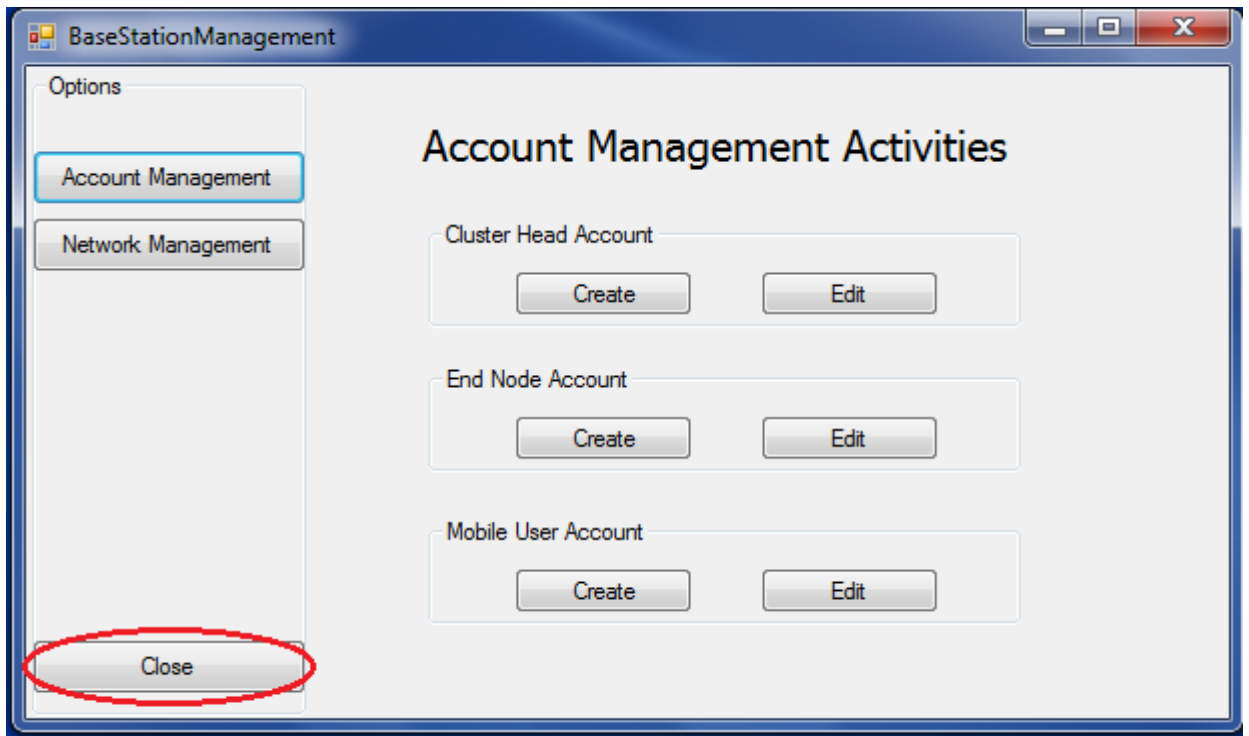 BaseStationManagement
Options
Account Management
Network Management
Close
Account Management Activities
Cluster Head Account
Create Edit
End Node Account
Create Edit
Mobile User Account
Create Edit